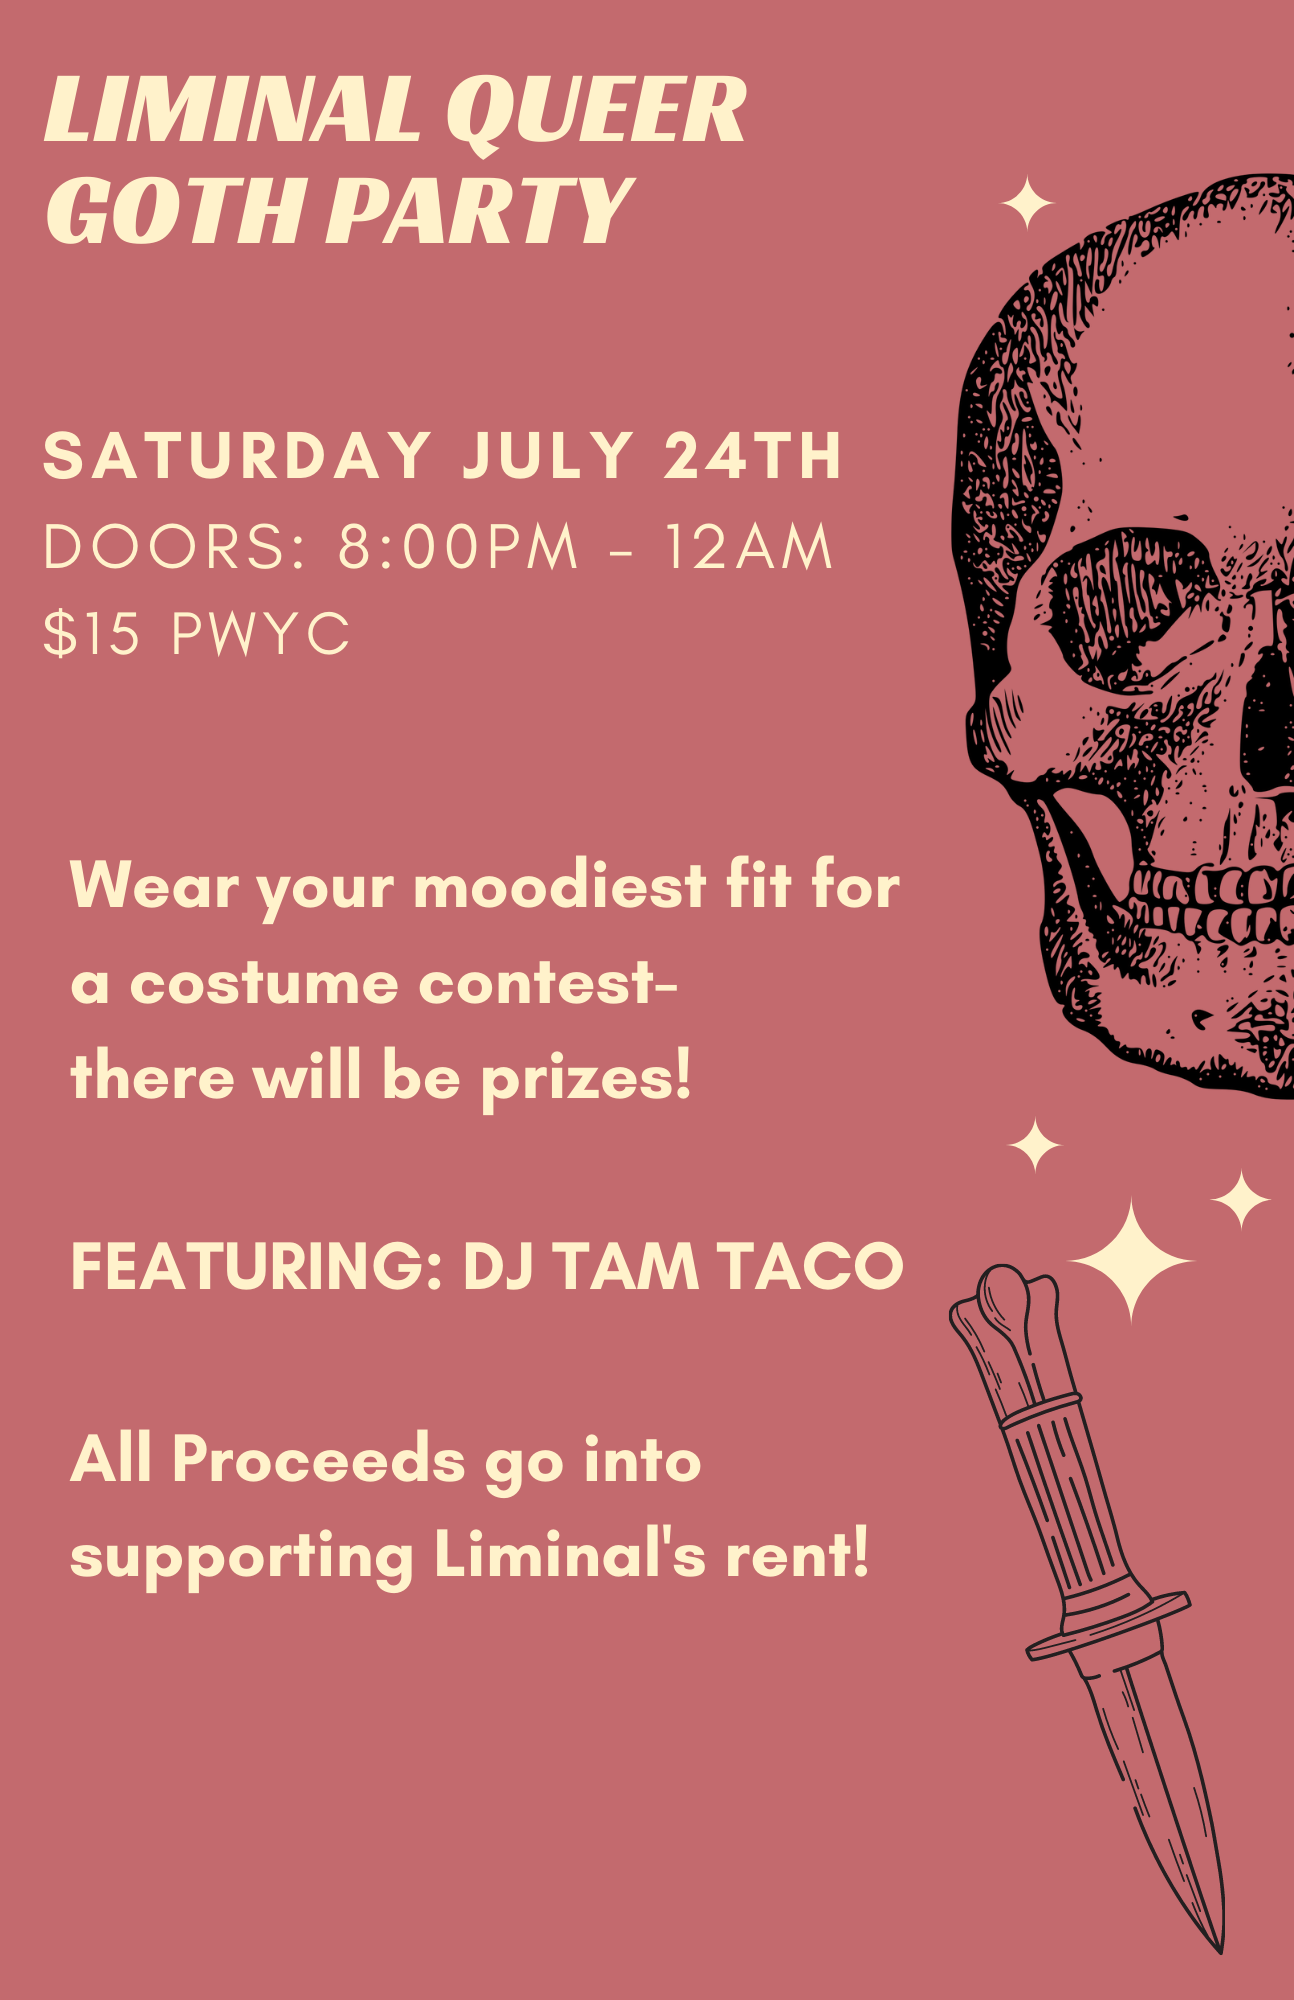 LIMINAL QUEER
GOTH PARTY
SATURDAY JULY 24TH
DOORS: 8:00PM - 12AM
$15 PWYC
Wear your moodiest fit for
a costume contest-
there will be prizes!
FEATURING: DJ TAM TACO
All Proceeds go into
supporting Liminal's rent!